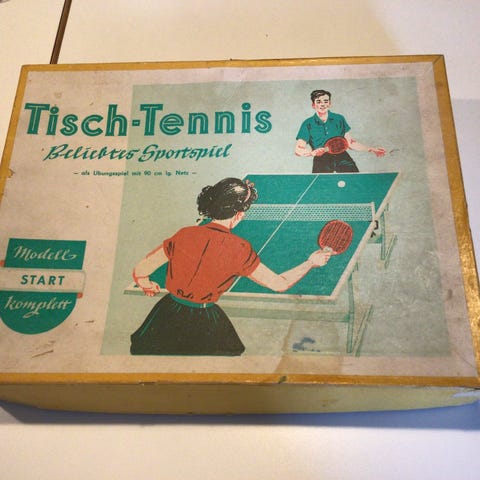 Tisch-Tennis
Beliebtes Sportspiel
- als Übungsspiel mit 90 cm lg. Netz -
Modell
START
komplett